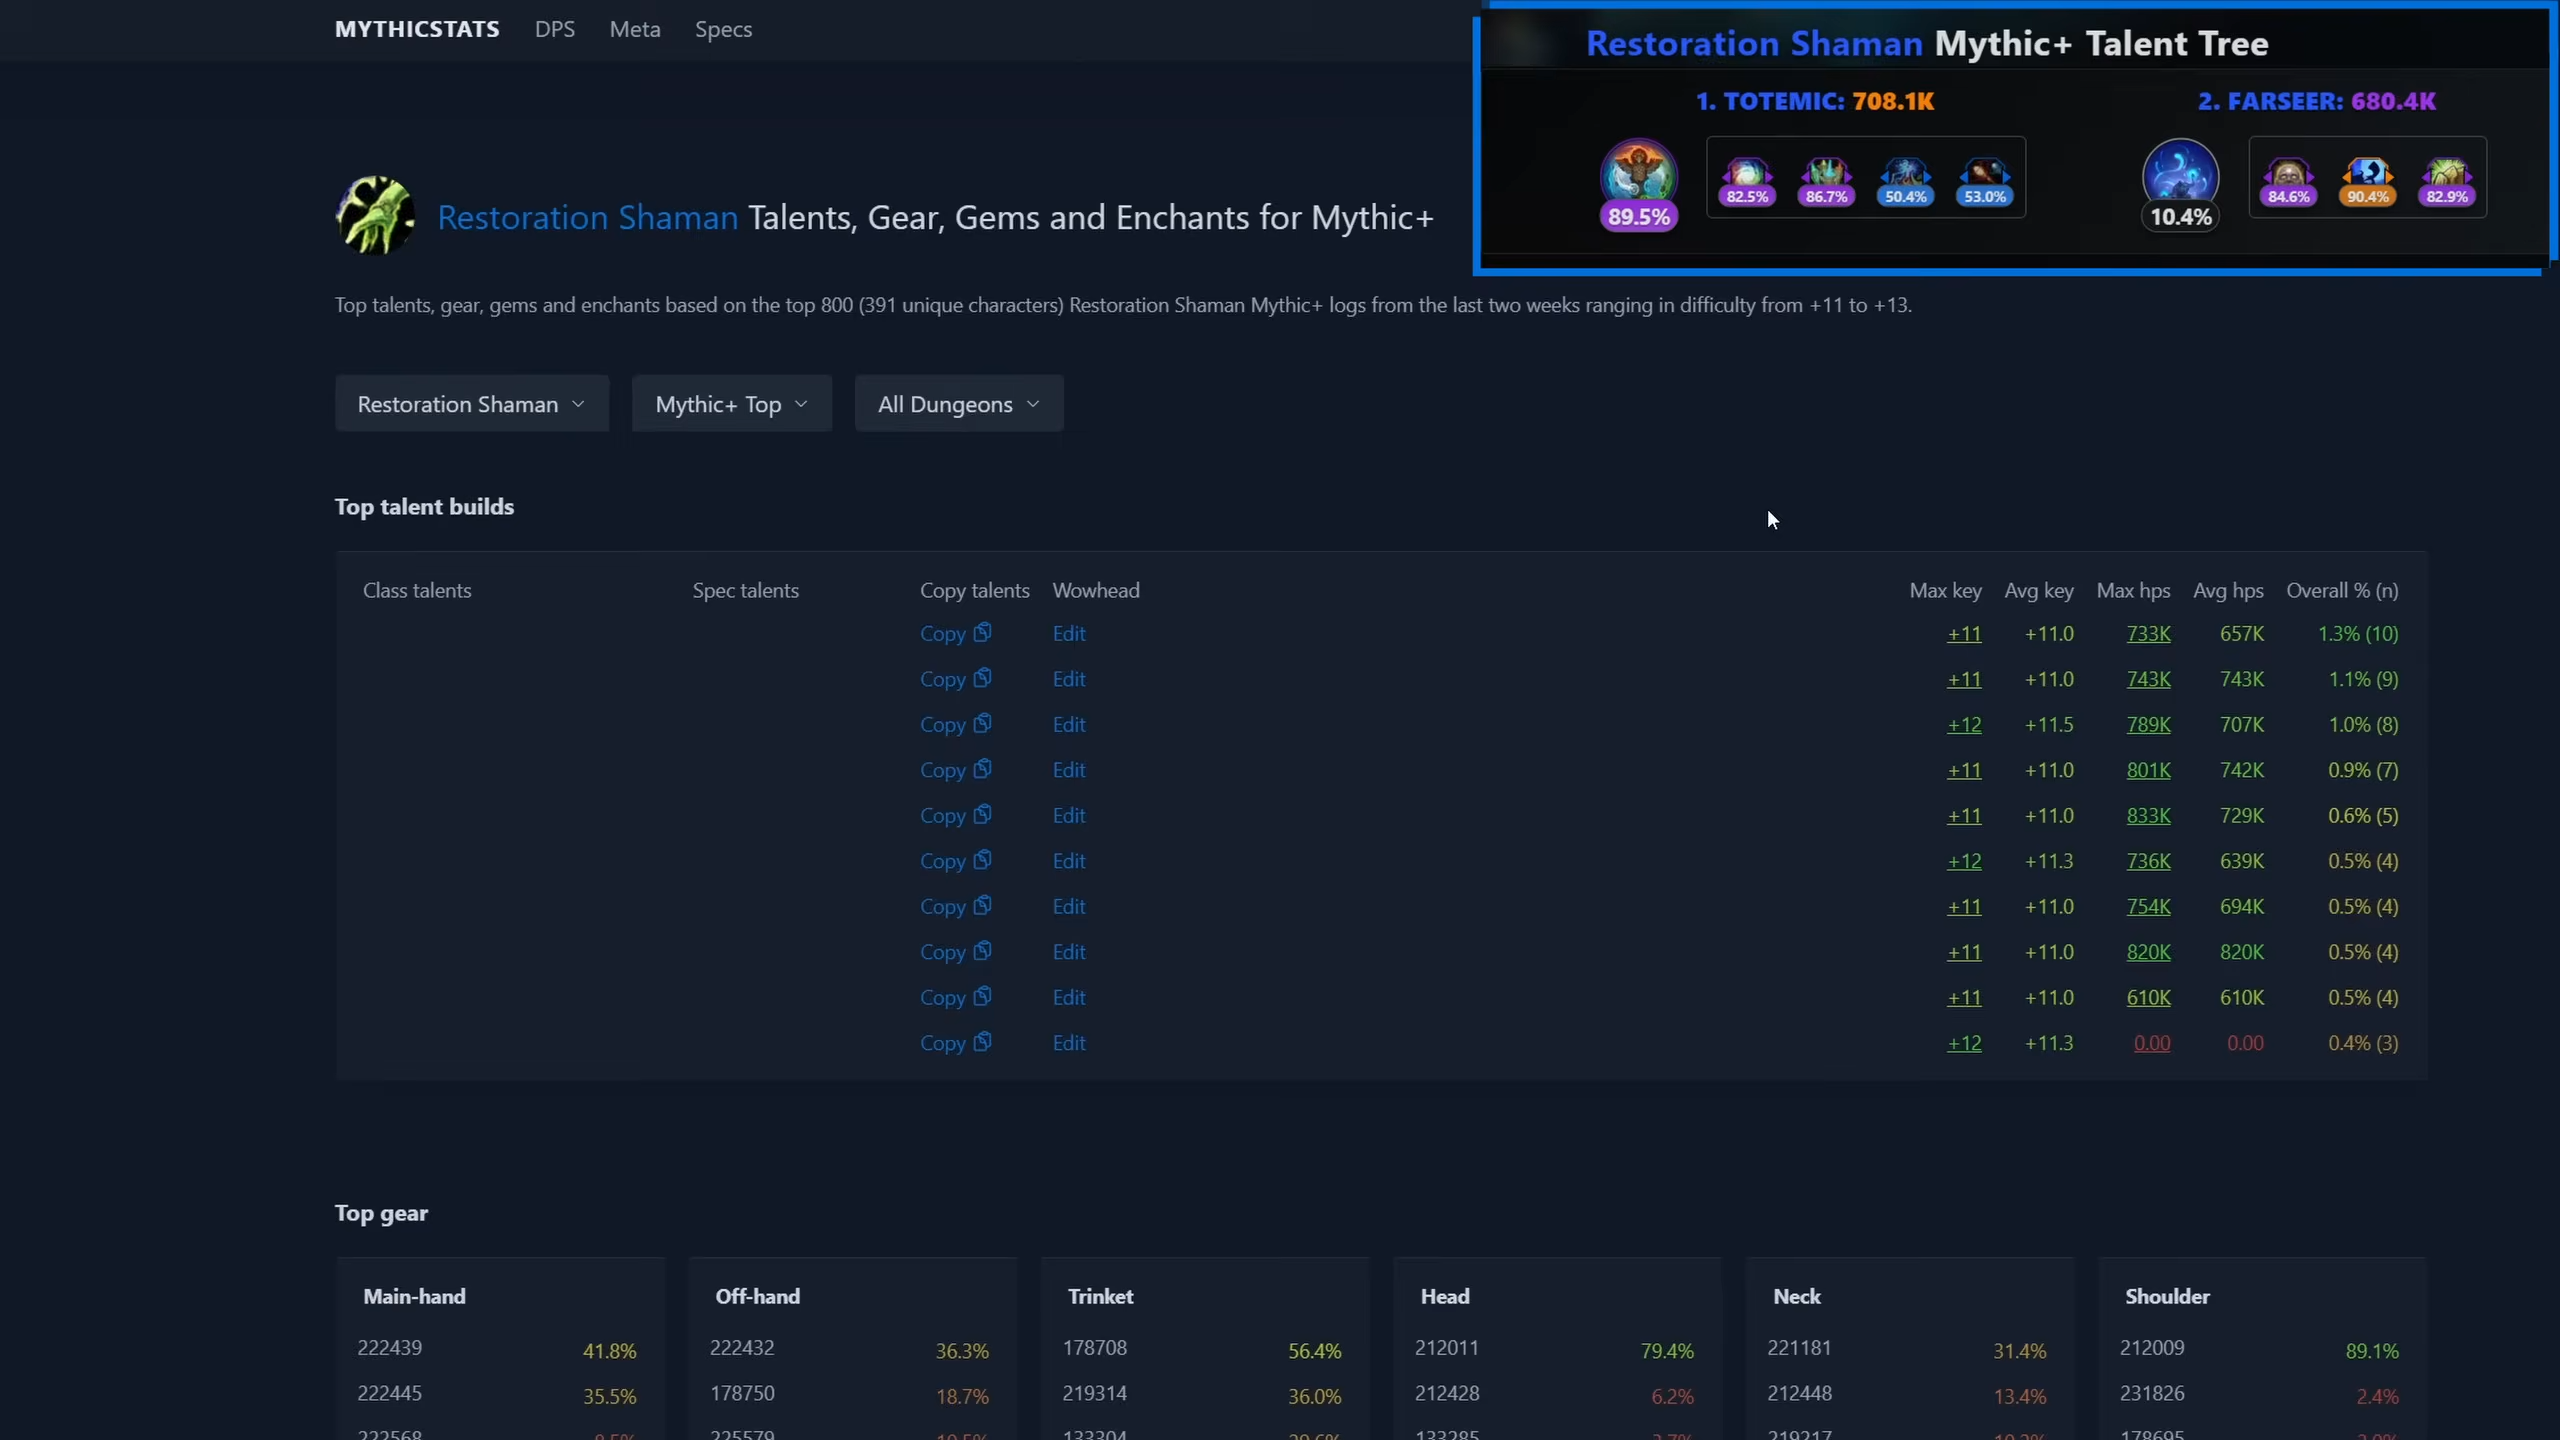 MYTHICSTATS DPS Meta Specs
Restoration Shaman Mythic+ Talent Tree
1. TOTEMIC: 708.1K 2. FARSEER: 680.4K
82.5% 86.7% 50.4% 53.0% 84.6% 90.4% 82.9%
89.5% 10.4%
Restoration Shaman Talents, Gear, Gems and Enchants for Mythic+
Top talents, gear, gems and enchants based on the top 800 (391 unique characters) Restoration Shaman Mythic+ logs from the last two weeks ranging in difficulty from +11 to +13.
Restoration Shaman Mythic+ Top All Dungeons
Top talent builds
Class talents Spec talents Copy talents Wowhead Max key Avg key Max hps Avg hps Overall % (n)
Copy Edit +11 +11.0 733K 657K 1.3% (10)
Copy Edit +11 +11.0 743K 743K 1.1% (9)
Copy Edit +12 +11.5 789K 707K 1.0% (8)
Copy Edit +11 +11.0 801K 742K 0.9% (7)
Copy Edit +11 +11.0 833K 729K 0.6% (5)
Copy Edit +12 +11.3 736K 639K 0.5% (4)
Copy Edit +11 +11.0 754K 694K 0.5% (4)
Copy Edit +11 +11.0 820K 820K 0.5% (4)
Copy Edit +11 +11.0 610K 610K 0.5% (4)
Copy Edit +12 +11.3 0.00 0.00 0.4% (3)
Top gear
Main-hand Off-hand Trinket Head Neck Shoulder
222439 41.8% 222432 36.3% 178708 56.4% 212011 79.4% 221181 31.4% 212009 89.1%
222445 35.5% 178750 18.7% 219314 36.0% 212428 6.2% 212448 13.4% 231826 2.4%
222568 225579 133304 133285 219217 178695